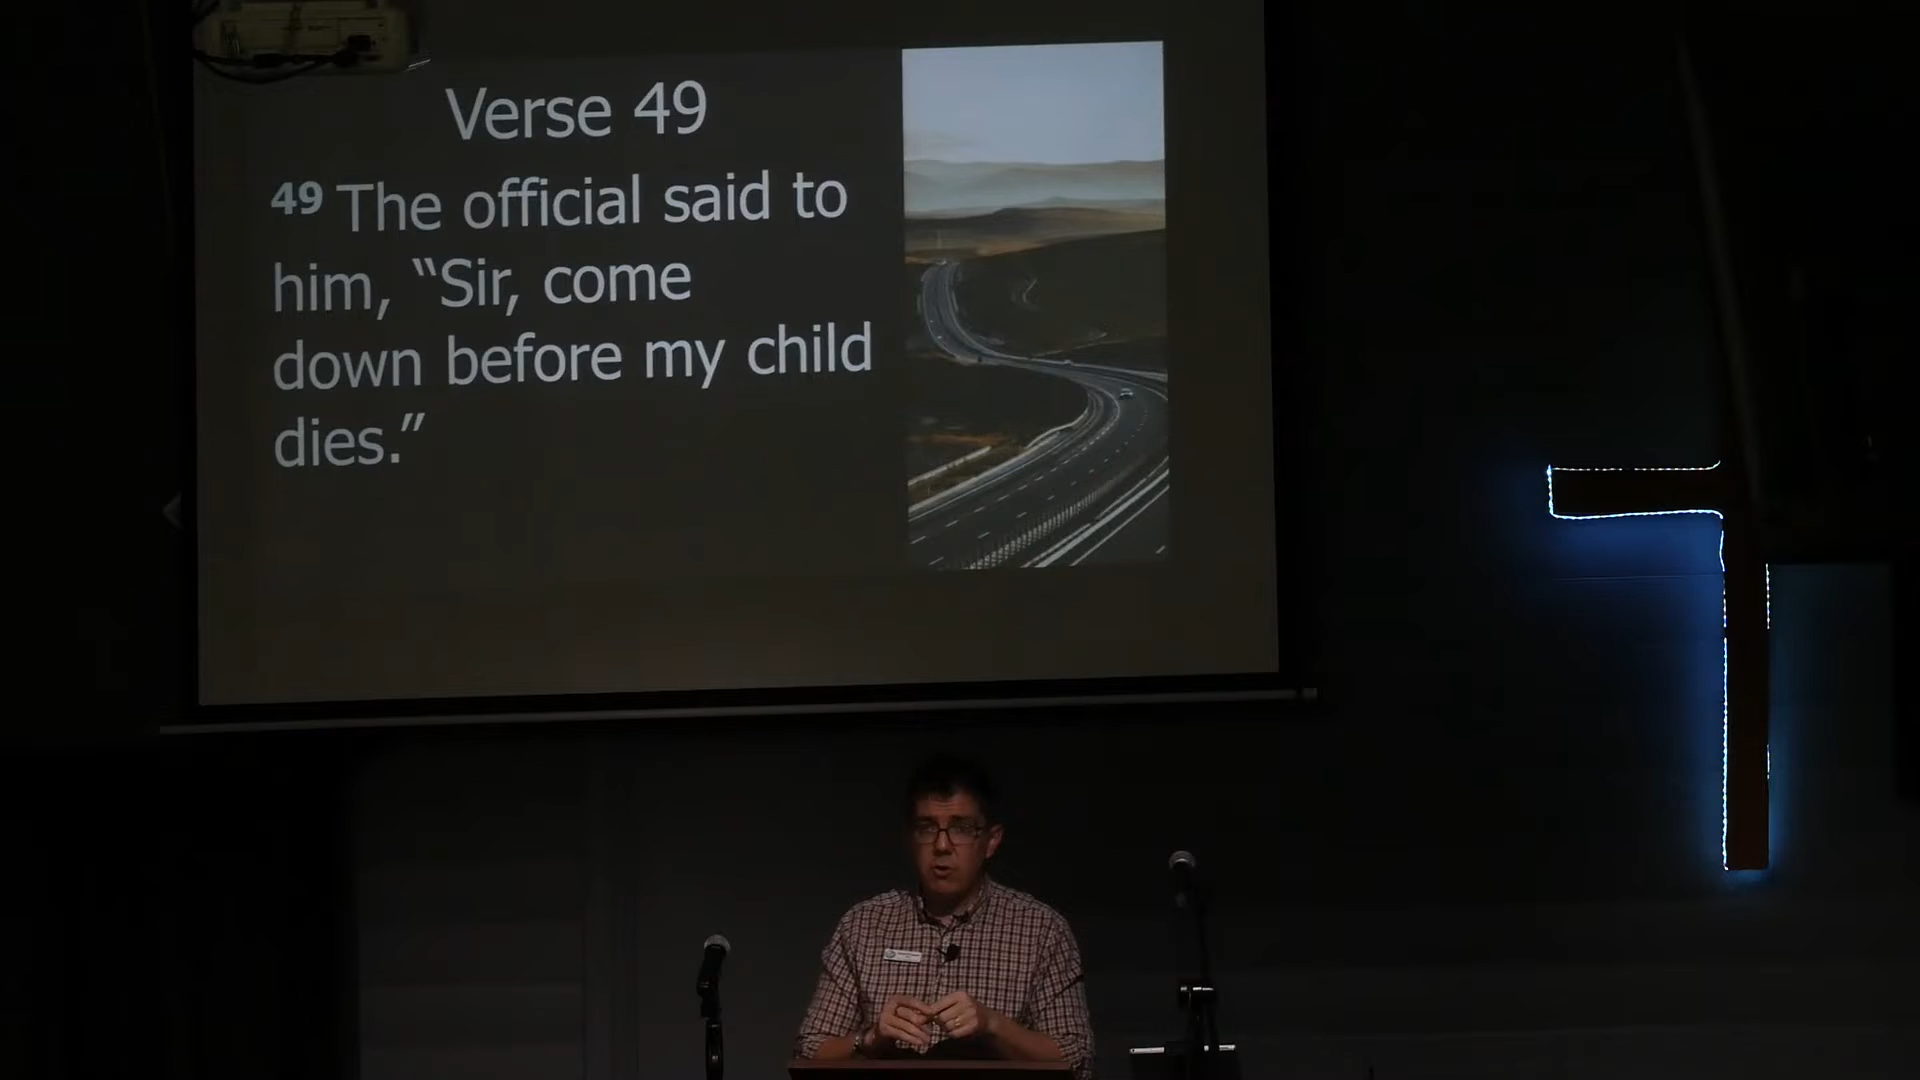 Verse 49
49 The official said to
him, “Sir, come
down before my child
dies.”